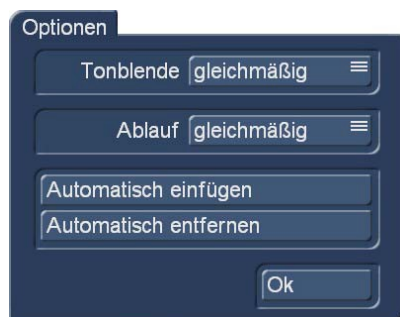 Optionen
Tonblende gleichmäßig
Ablauf gleichmäßig
Automatisch einfügen
Automatisch entfernen
Ok